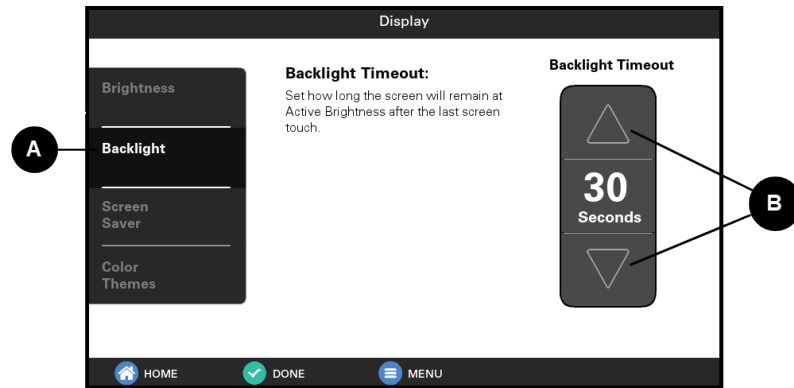 Display
Brightness
A
Backlight
Screen
Saver
Color
Themes
Backlight Timeout:
Set how long the screen will remain at
Active Brightness after the last screen
touch.
Backlight Timeout
30
Seconds
B
HOME
DONE
MENU